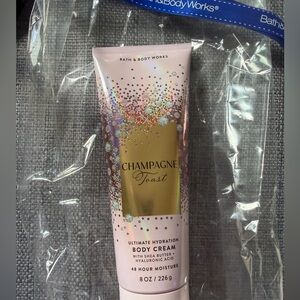 &BodyWorks®
Bath&
BATH & BODY WORKS
CHAMPAGNE
Toast
ULTIMATE HYDRATION
BODY CREAM
WITH SHEA BUTTER +
HYALURONIC ACID
48 HOUR MOISTURE
8 OZ / 226 g